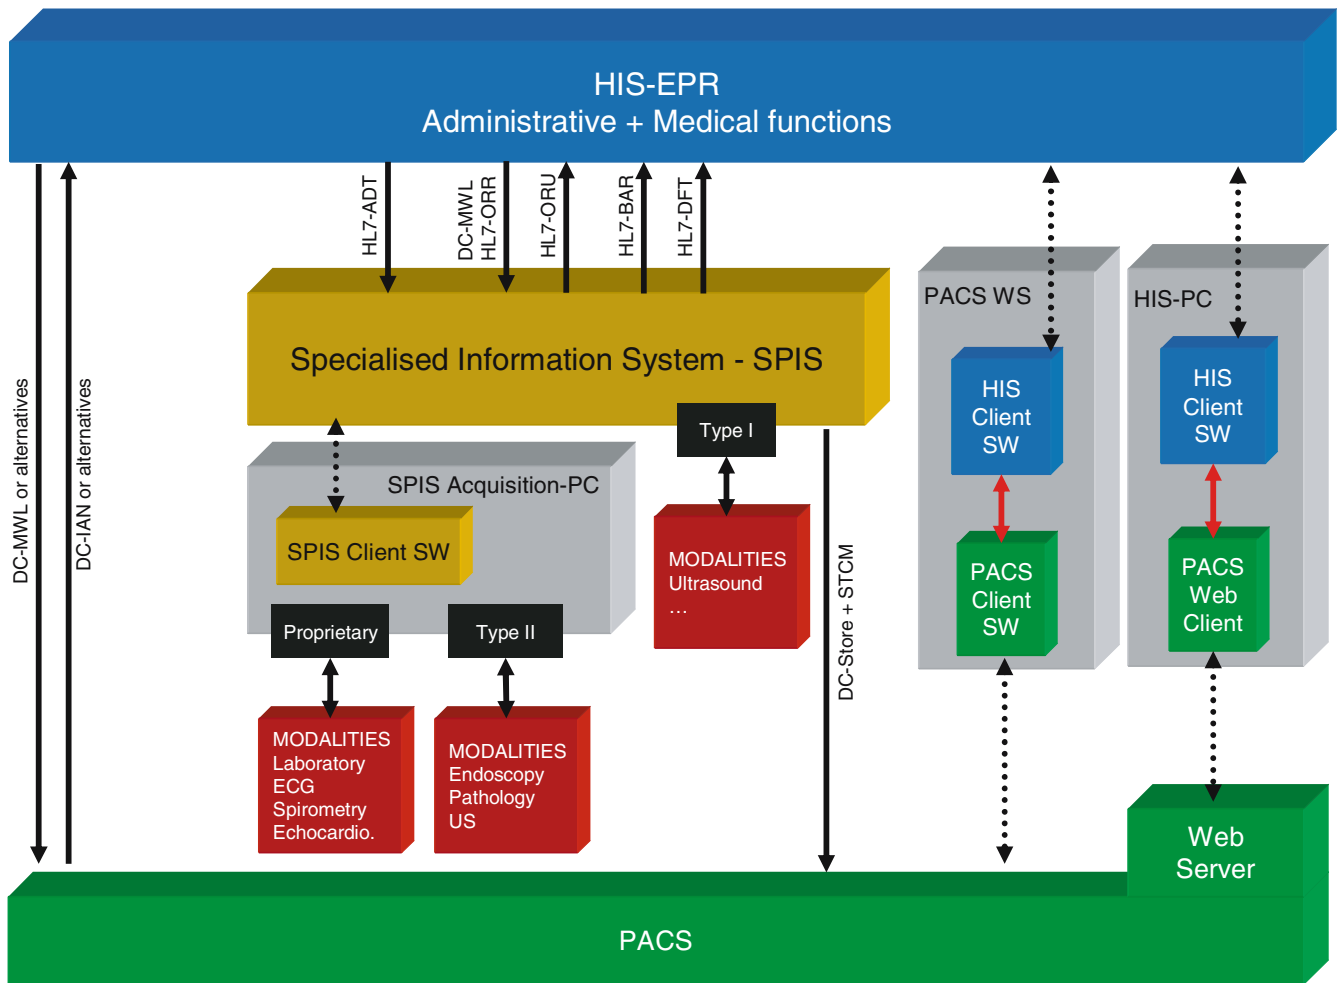 HIS-EPR
Administrative + Medical functions
DC-MWL or alternatives
DC-IAN or alternatives
HL7-ADT
DC-MWL
HL7-ORR
HL7-ORU
HL7-BAR
HL7-DFT
Specialised Information System - SPIS
Type I
SPIS Acquisition-PC
SPIS Client SW
Proprietary
Type II
MODALITIES
Ultrasound
...
MODALITIES
Laboratory
ECG
Spirometry
Echocardio.
MODALITIES
Endoscopy
Pathology
US
DC-Store + STCM
PACS WS
HIS
Client
SW
PACS
Client
SW
HIS-PC
HIS
Client
SW
PACS
Web
Client
Web
Server
PACS